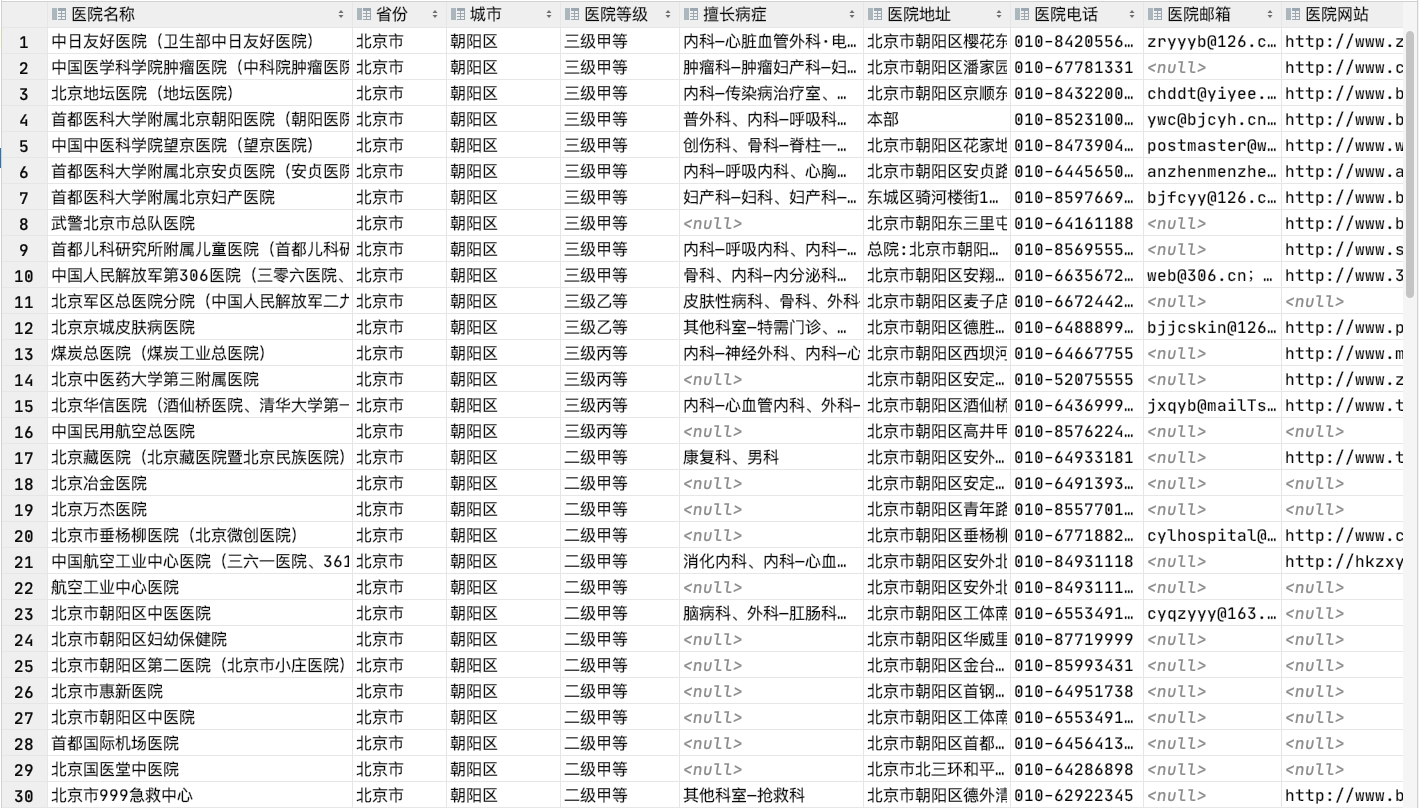 医院名称 省份 城市 医院等级 擅长病症 医院地址 医院电话 医院邮箱 医院网站
1 中日友好医院（卫生部中日友好医院） 北京市 朝阳区 三级甲等 内科—心脏血管外科·电… 北京市朝阳区樱花东 010-8420556… zryyyb@126.c… http://www.z
2 中国医学科学院肿瘤医院（中科院肿瘤医院 北京市 朝阳区 三级甲等 肿瘤科—肿瘤妇产科—妇… 北京市朝阳区潘家园 010-67781331 <null> http://www.c
3 北京地坛医院（地坛医院） 北京市 朝阳区 三级甲等 内科—传染病治疗室、… 北京市朝阳区京顺东 010-8432200… chddt@yiyee.… http://www.b
4 首都医科大学附属北京朝阳医院（朝阳医院 北京市 朝阳区 三级甲等 普外科、内科—呼吸科… 本部 010-8523100… ywc@bjcyh.cn… http://www.b
5 中国中医科学院望京医院（望京医院） 北京市 朝阳区 三级甲等 创伤科、骨科—脊柱一… 北京市朝阳区花家地 010-8473904… postmaster@w… http://www.w
6 首都医科大学附属北京安贞医院（安贞医院 北京市 朝阳区 三级甲等 内科—呼吸内科、心胸… 北京市朝阳区安贞路 010-6445650… anzhenmenzhe… http://www.a
7 首都医科大学附属北京妇产医院 北京市 朝阳区 三级甲等 妇产科—妇科、妇产科—… 东城区骑河楼街1… 010-8597669… bjfcyy@126.c… http://www.b
8 武警北京市总队医院 北京市 朝阳区 三级甲等 <null> 北京市朝阳东三里屯 010-64161188 <null> http://www.b
9 首都儿科研究所附属儿童医院（首都儿科研 北京市 朝阳区 三级甲等 内科—呼吸内科、内科—… 总院:北京市朝阳… 010-8569555… <null> http://www.s
10 中国人民解放军第306医院（三零六医院、 北京市 朝阳区 三级甲等 骨科、内科—内分泌科… 北京市朝阳区安翔… 010-6635672… web@306.cn；… http://www.3
11 北京军区总医院分院（中国人民解放军二九 北京市 朝阳区 三级乙等 皮肤性病科、骨科、外科— 北京市朝阳区麦子店 010-6672442… <null> <null>
12 北京京城皮肤病医院 北京市 朝阳区 三级乙等 其他科室—特需门诊、… 北京市朝阳区德胜… 010-6488899… bjjcskin@126… http://www.p
13 煤炭总医院（煤炭工业总医院） 北京市 朝阳区 三级丙等 内科—神经外科、内科—心 北京市朝阳区西坝河 010-64667755 <null> http://www.m
14 北京中医药大学第三附属医院 北京市 朝阳区 三级丙等 <null> 北京市朝阳区安定… 010-52075555 <null> http://www.z
15 北京华信医院（酒仙桥医院、清华大学第一 北京市 朝阳区 三级丙等 内科—心血管内科、外科— 北京市朝阳区酒仙桥 010-6436999… jxqyb@mailTs… http://www.t
16 中国民用航空总医院 北京市 朝阳区 三级丙等 <null> 北京市朝阳区高井甲 010-8576224… <null> <null>
17 北京藏医院（北京藏医院暨北京民族医院） 北京市 朝阳区 二级甲等 康复科、男科 北京市朝阳区安外… 010-64933181 <null> http://www.t
18 北京冶金医院 北京市 朝阳区 二级甲等 <null> 北京市朝阳区安定… 010-6491393… <null> <null>
19 北京万杰医院 北京市 朝阳区 二级甲等 <null> 北京市朝阳区青年路 010-8557701… <null> <null>
20 北京市垂杨柳医院（北京微创医院） 北京市 朝阳区 二级甲等 <null> 北京市朝阳区垂杨柳 010-6771882… cylhospital@… http://www.c
21 中国航空工业中心医院（三六一医院、361 北京市 朝阳区 二级甲等 消化内科、内科—心血… 北京市朝阳区安外北 010-84931118 <null> http://hkzxy
22 航空工业中心医院 北京市 朝阳区 二级甲等 <null> 北京市朝阳区安外北 010-8493111… <null> <null>
23 北京市朝阳区中医医院 北京市 朝阳区 二级甲等 脑病科、外科—肛肠科… 北京市朝阳区工体南 010-6553491… cyqzyyy@163.… <null>
24 北京市朝阳区妇幼保健院 北京市 朝阳区 二级甲等 <null> 北京市朝阳区华威里 010-87719999 <null> <null>
25 北京市朝阳区第二医院（北京市小庄医院） 北京市 朝阳区 二级甲等 <null> 北京市朝阳区金台… 010-85993431 <null> <null>
26 北京市惠新医院 北京市 朝阳区 二级甲等 <null> 北京市朝阳区首钢… 010-64951738 <null> <null>
27 北京市朝阳区中医院 北京市 朝阳区 二级甲等 <null> 北京市朝阳区工体南 010-6553491… <null> <null>
28 首都国际机场医院 北京市 朝阳区 二级甲等 <null> 北京市朝阳区首都… 010-6456413… <null> <null>
29 北京国医堂中医院 北京市 朝阳区 二级甲等 <null> 北京市北三环和平… 010-64286898 <null> <null>
30 北京市999急救中心 北京市 朝阳区 二级甲等 其他科室—抢救科 北京市朝阳区德外清 010-62922345 <null> http://www.b